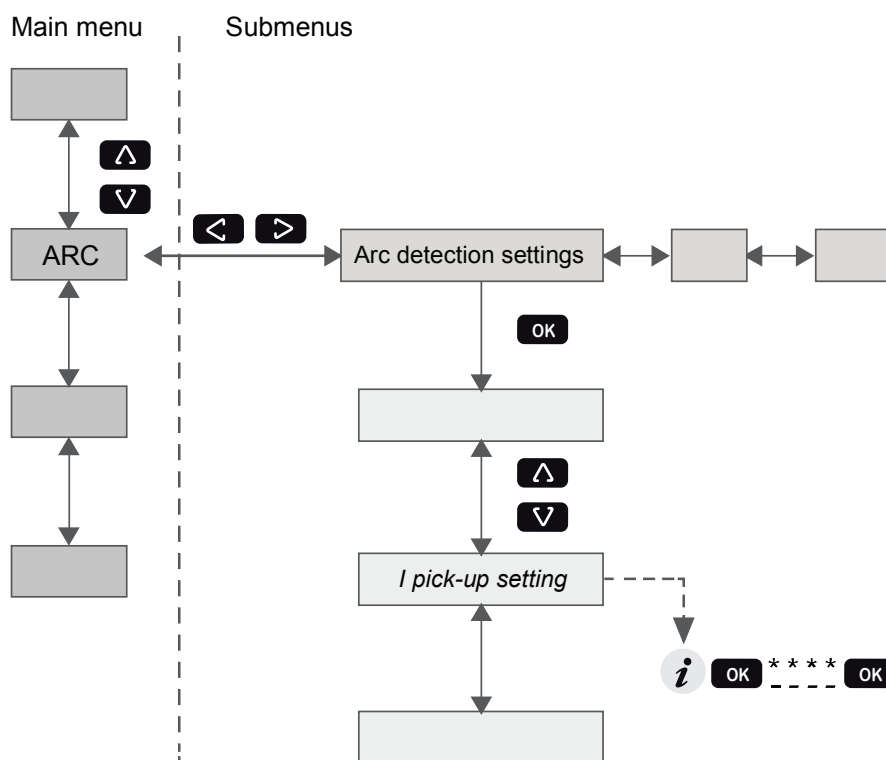 Main menu
Submenus
ARC
Arc detection settings
OK
I pick-up setting
i OK * * * * OK